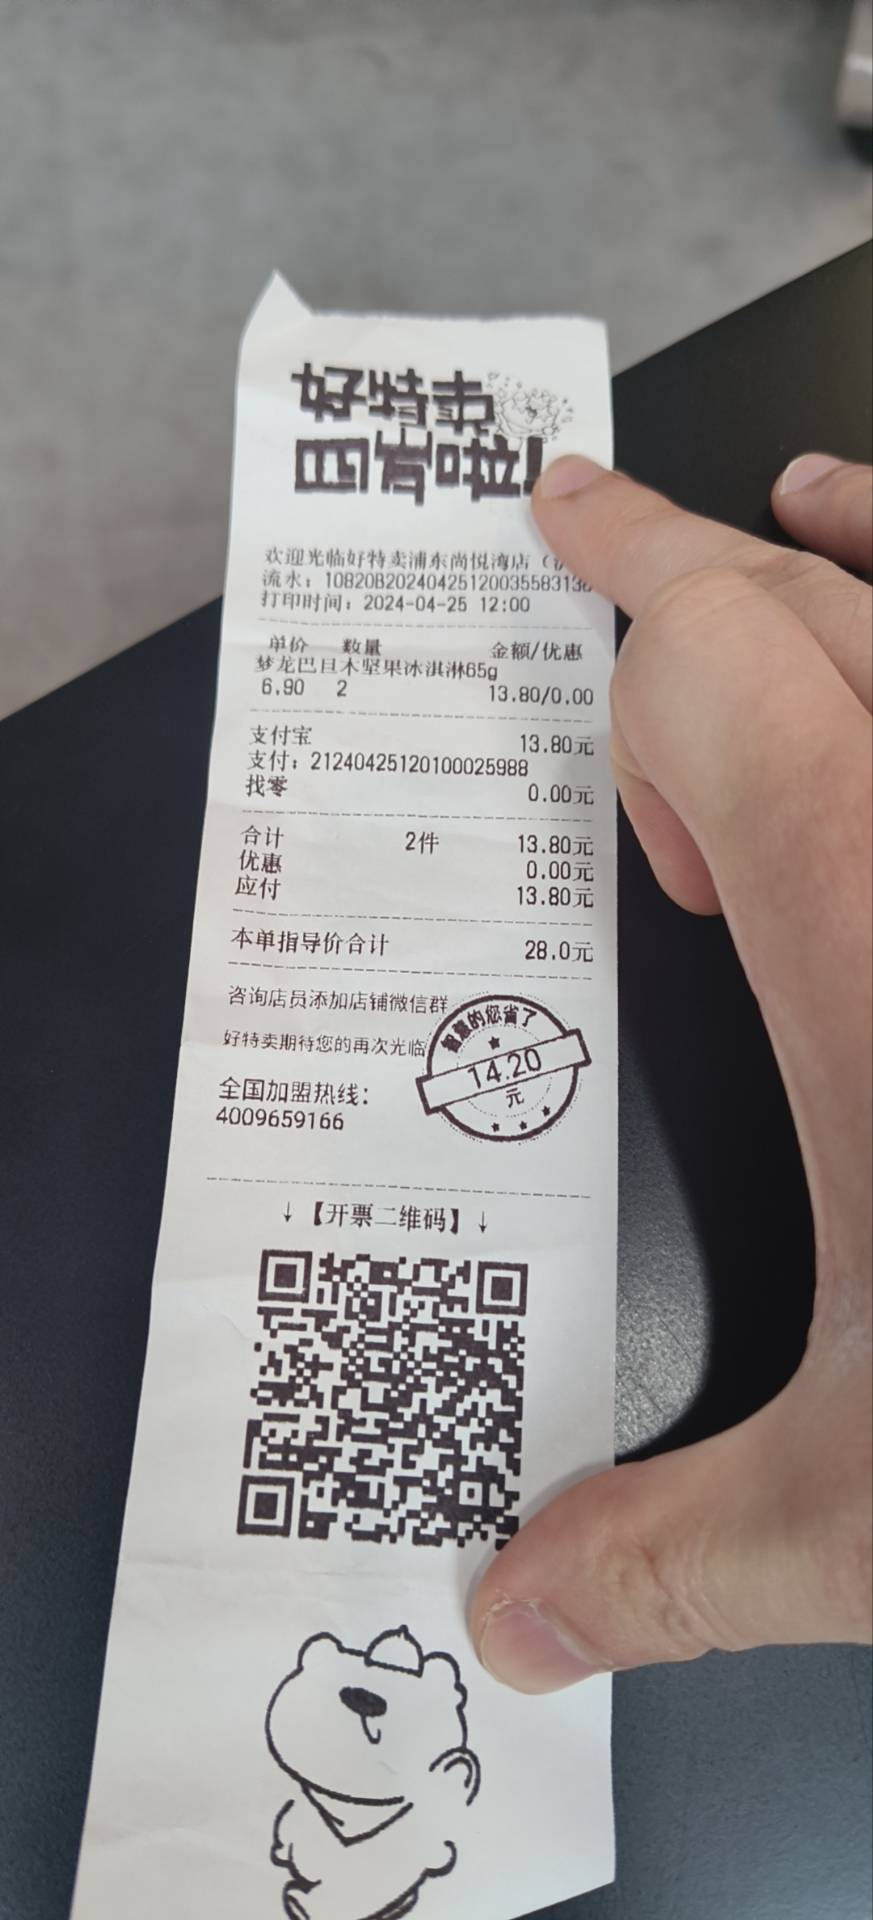 好特卖
欢迎光临好特卖浦东尚悦湾店（
流水：108208202404251200355831
打印时间：2024-04-25 12:00
单价 数量 金额/优惠
梦龙巴旦木坚果冰淇淋65g
6.90 2 13.80/0.00
支付宝 13.80元
支付：21240425120100025988
找零 0.00元
合计 2件 13.80元
优惠 0.00元
应付 13.80元
本单指导价合计 28.0元
咨询店员添加店铺微信群
好特卖期待您的再次光临
智慧的您省了
14.20
元
全国加盟热线：
4009659166
↓【开票二维码】↓